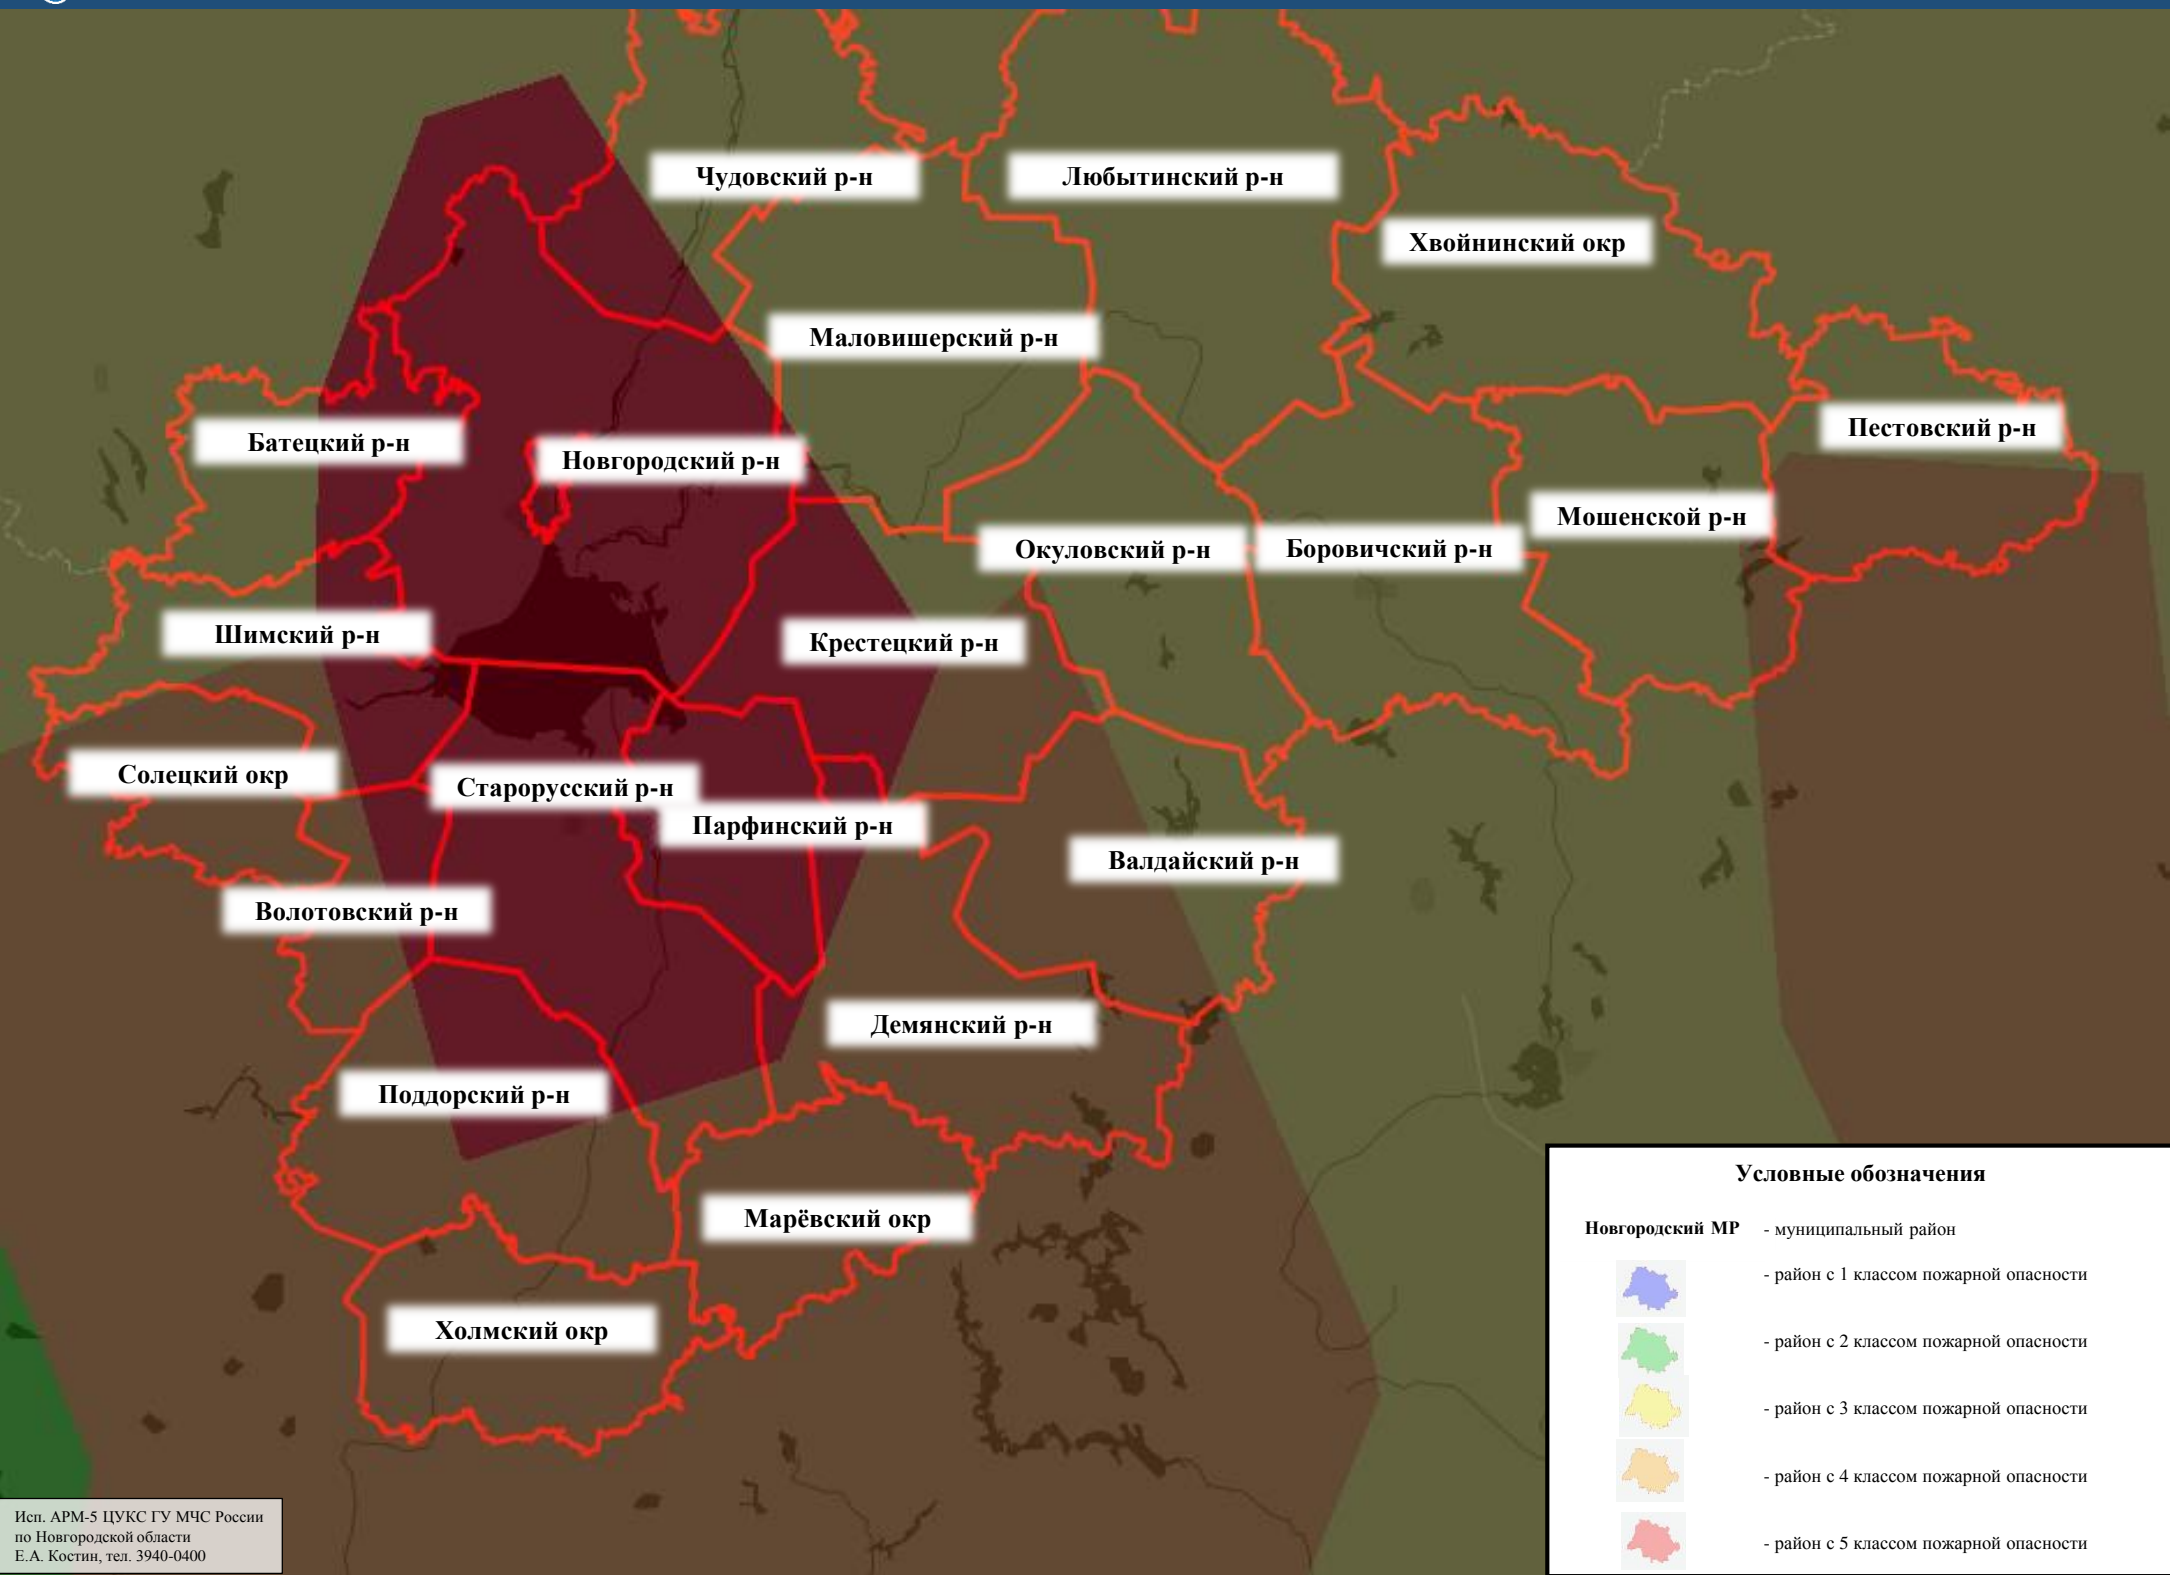 Чудовский р-н
Любытинский р-н
Хвойнинский окр
Маловишерский р-н
Батецкий р-н
Новгородский р-н
Пестовский р-н
Мошенской р-н
Окуловский р-н
Боровичский р-н
Шимский р-н
Крестецкий р-н
Солецкий окр
Старорусский р-н
Парфинский р-н
Валдайский р-н
Волотовский р-н
Демянский р-н
Поддорский р-н
Марёвский окр
Холмский окр
Условные обозначения
Новгородский МР - муниципальный район
- район с 1 классом пожарной опасности
- район с 2 классом пожарной опасности
- район с 3 классом пожарной опасности
- район с 4 классом пожарной опасности
- район с 5 классом пожарной опасности
Исп. АРМ-5 ЦУКС ГУ МЧС России
по Новгородской области
Е.А. Костин, тел. 3940-0400